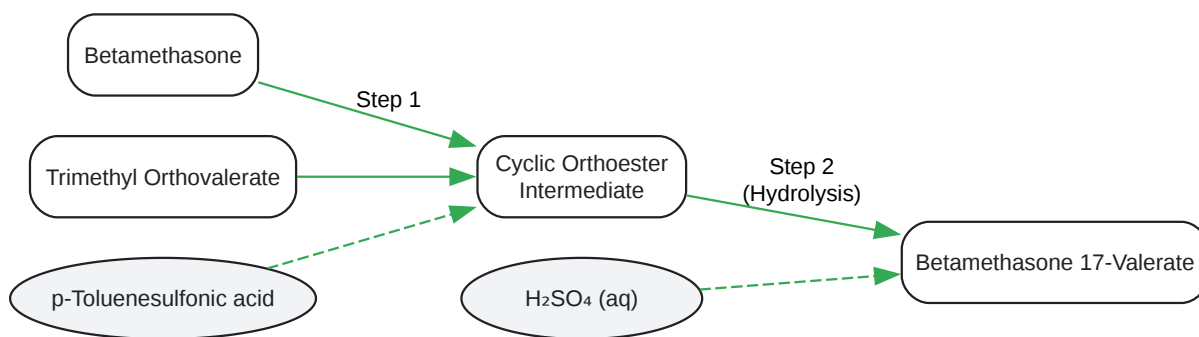 Betamethasone
Step 1
Trimethyl Orthovalerate
Cyclic Orthoester
Intermediate
Step 2
(Hydrolysis)
Betamethasone 17-Valerate
p-Toluenesulfonic acid
H₂SO₄ (aq)